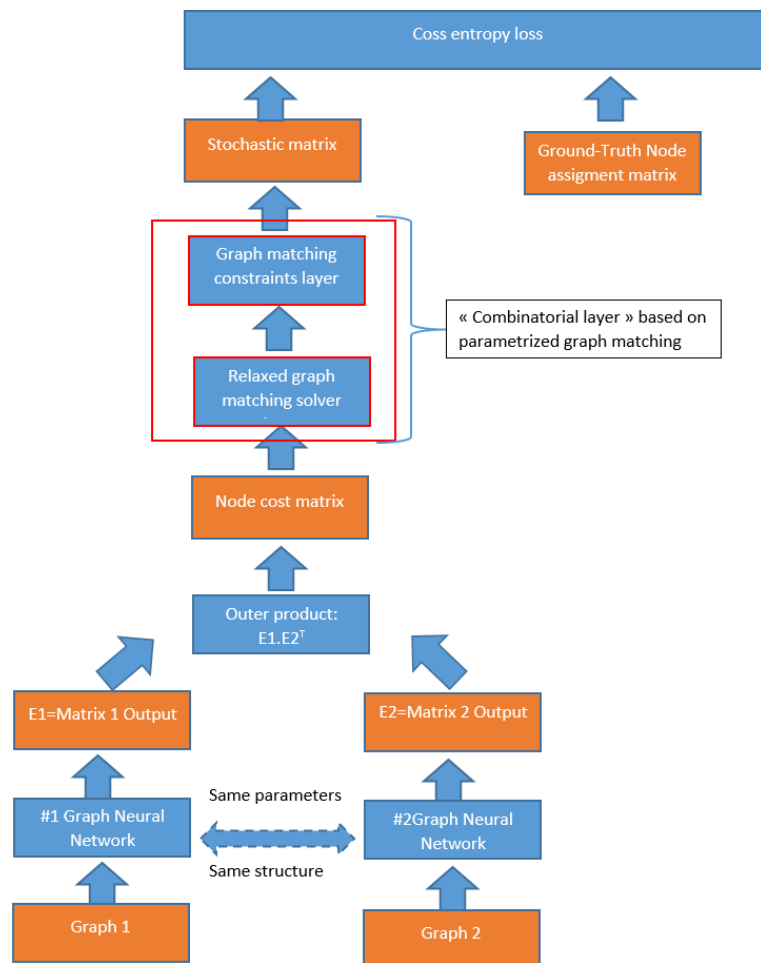 Coss entropy loss
Stochastic matrix
Ground-Truth Node
assigment matrix
Graph matching
constraints layer
« Combinatorial layer » based on
parametrized graph matching
Relaxed graph
matching solver
Node cost matrix
Outer product:
E1.E2ᵀ
E1=Matrix 1 Output
E2=Matrix 2 Output
Same parameters
#1 Graph Neural
Network
#2Graph Neural
Network
Same structure
Graph 1
Graph 2